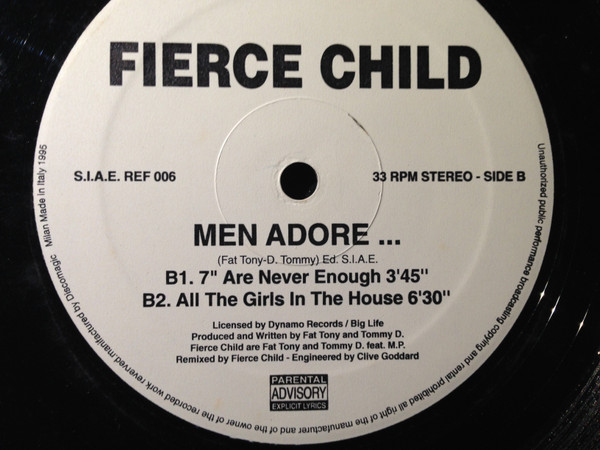 FIERCE CHILD
S.I.A.E. REF 006
33 RPM STEREO - SIDE B
MEN ADORE ...
(Fat Tony-D. Tommy) Ed. S.I.A.E.
B1. 7" Are Never Enough 3'45"
B2. All The Girls In The House 6'30"
Licensed by Dynamo Records / Big Life
Produced and Written by Fat Tony and Tommy D.
Fierce Child are Fat Tony and Tommy D. feat. M.P.
Remixed by Fierce Child - Engineered by Clive Goddard
PARENTAL
ADVISORY
EXPLICIT LYRICS
Unauthorized public performance broadcasting copying and rental prohibited all right of the manufacturer and of the owner of the recorded work reverved.manifactured by Discomagic Milan Made in Italy 1995